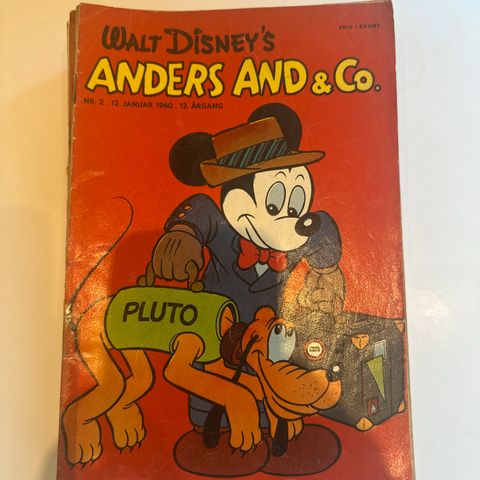 WALT DISNEY'S
PRIS 1 KRONE
ANDERS AND & Co.
NR. 2 . 12. JANUAR 1960 . 12. ÅRGANG
PLUTO